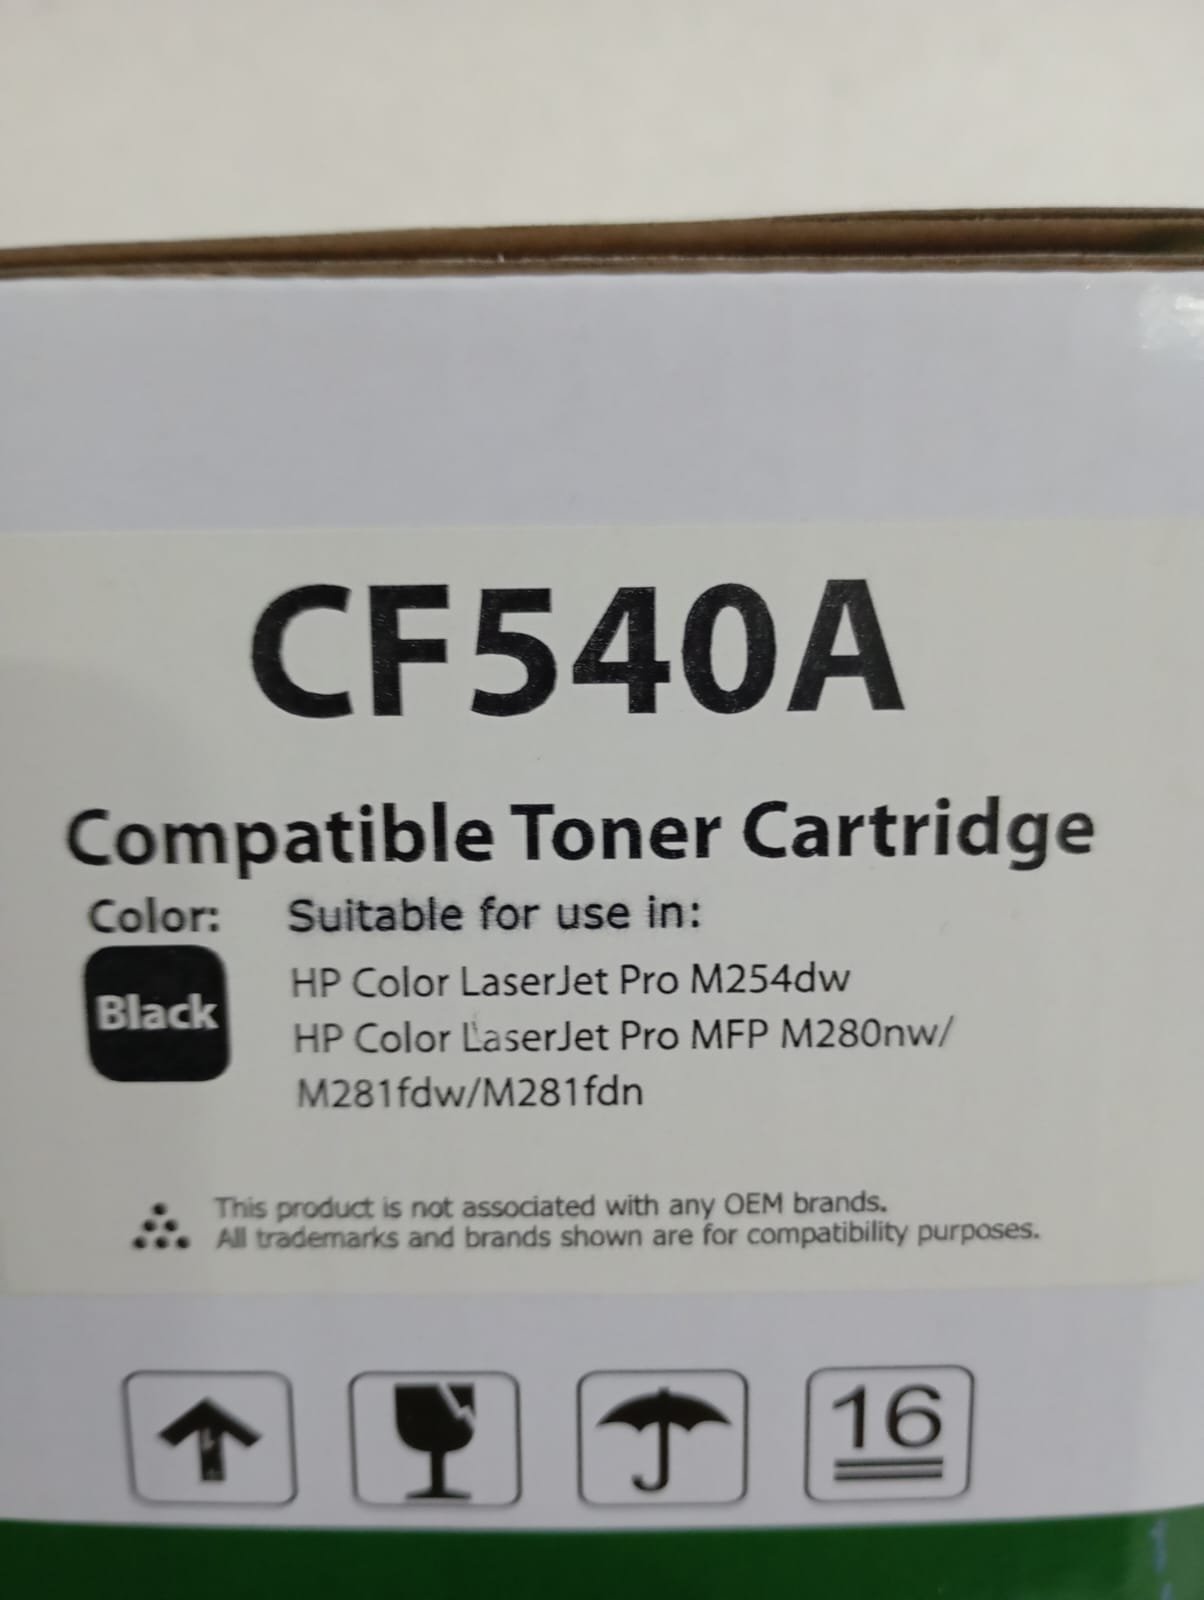 CF540A
Compatible Toner Cartridge
Color: Suitable for use in:
Black
HP Color LaserJet Pro M254dw
HP Color LaserJet Pro MFP M280nw/
M281fdw/M281fdn
This product is not associated with any OEM brands.
All trademarks and brands shown are for compatibility purposes.
16